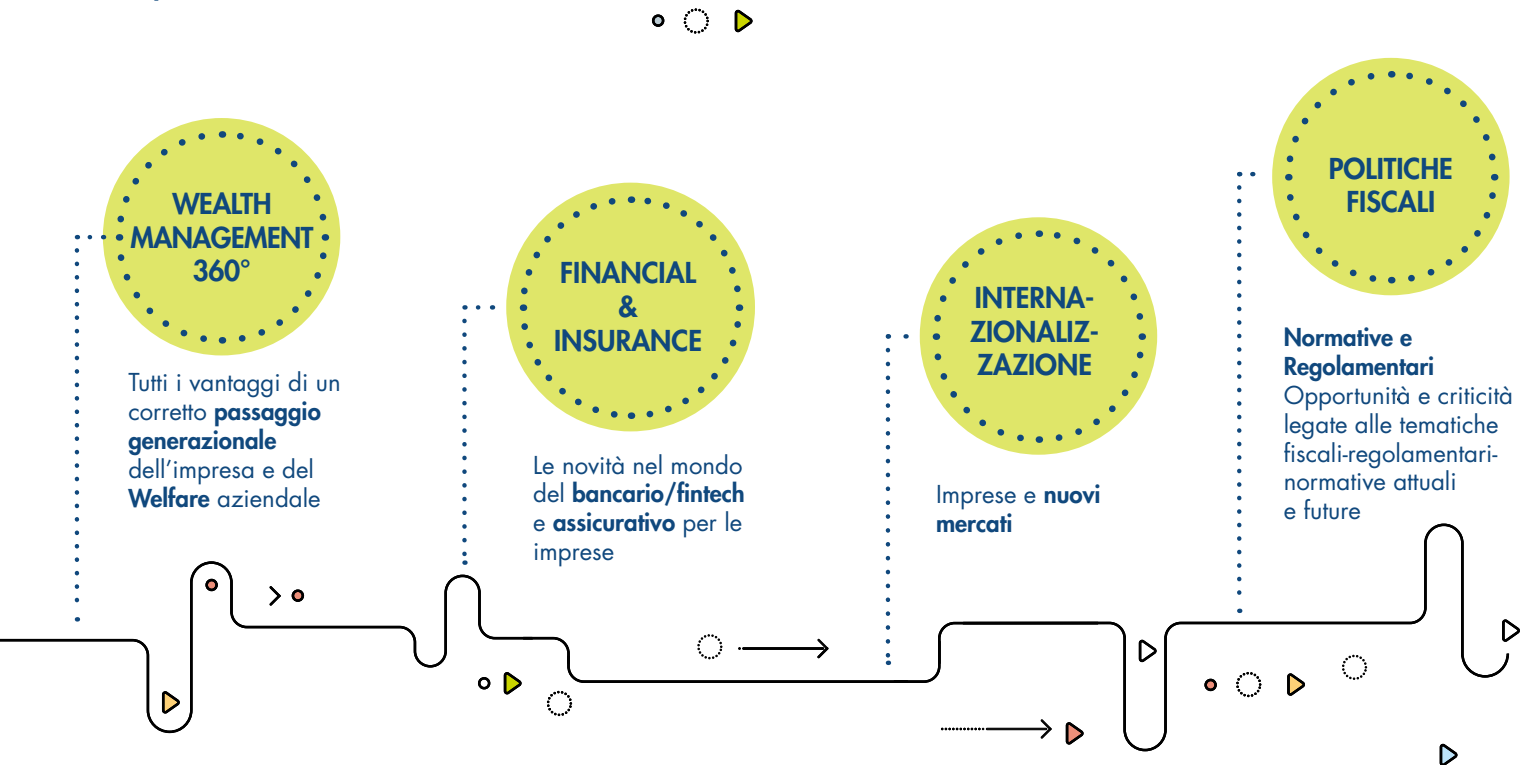 WEALTH
MANAGEMENT
360°
Tutti i vantaggi di un
corretto passaggio
generazionale
dell'impresa e del
Welfare aziendale
FINANCIAL
&
INSURANCE
Le novità nel mondo
del bancario/fintech
e assicurativo per le
imprese
INTERNA-
ZIONALIZ-
ZAZIONE
Imprese e nuovi
mercati
POLITICHE
FISCALI
Normative e
Regolamentari
Opportunità e criticità
legate alle tematiche
fiscali-regolamentari-
normative attuali
e future